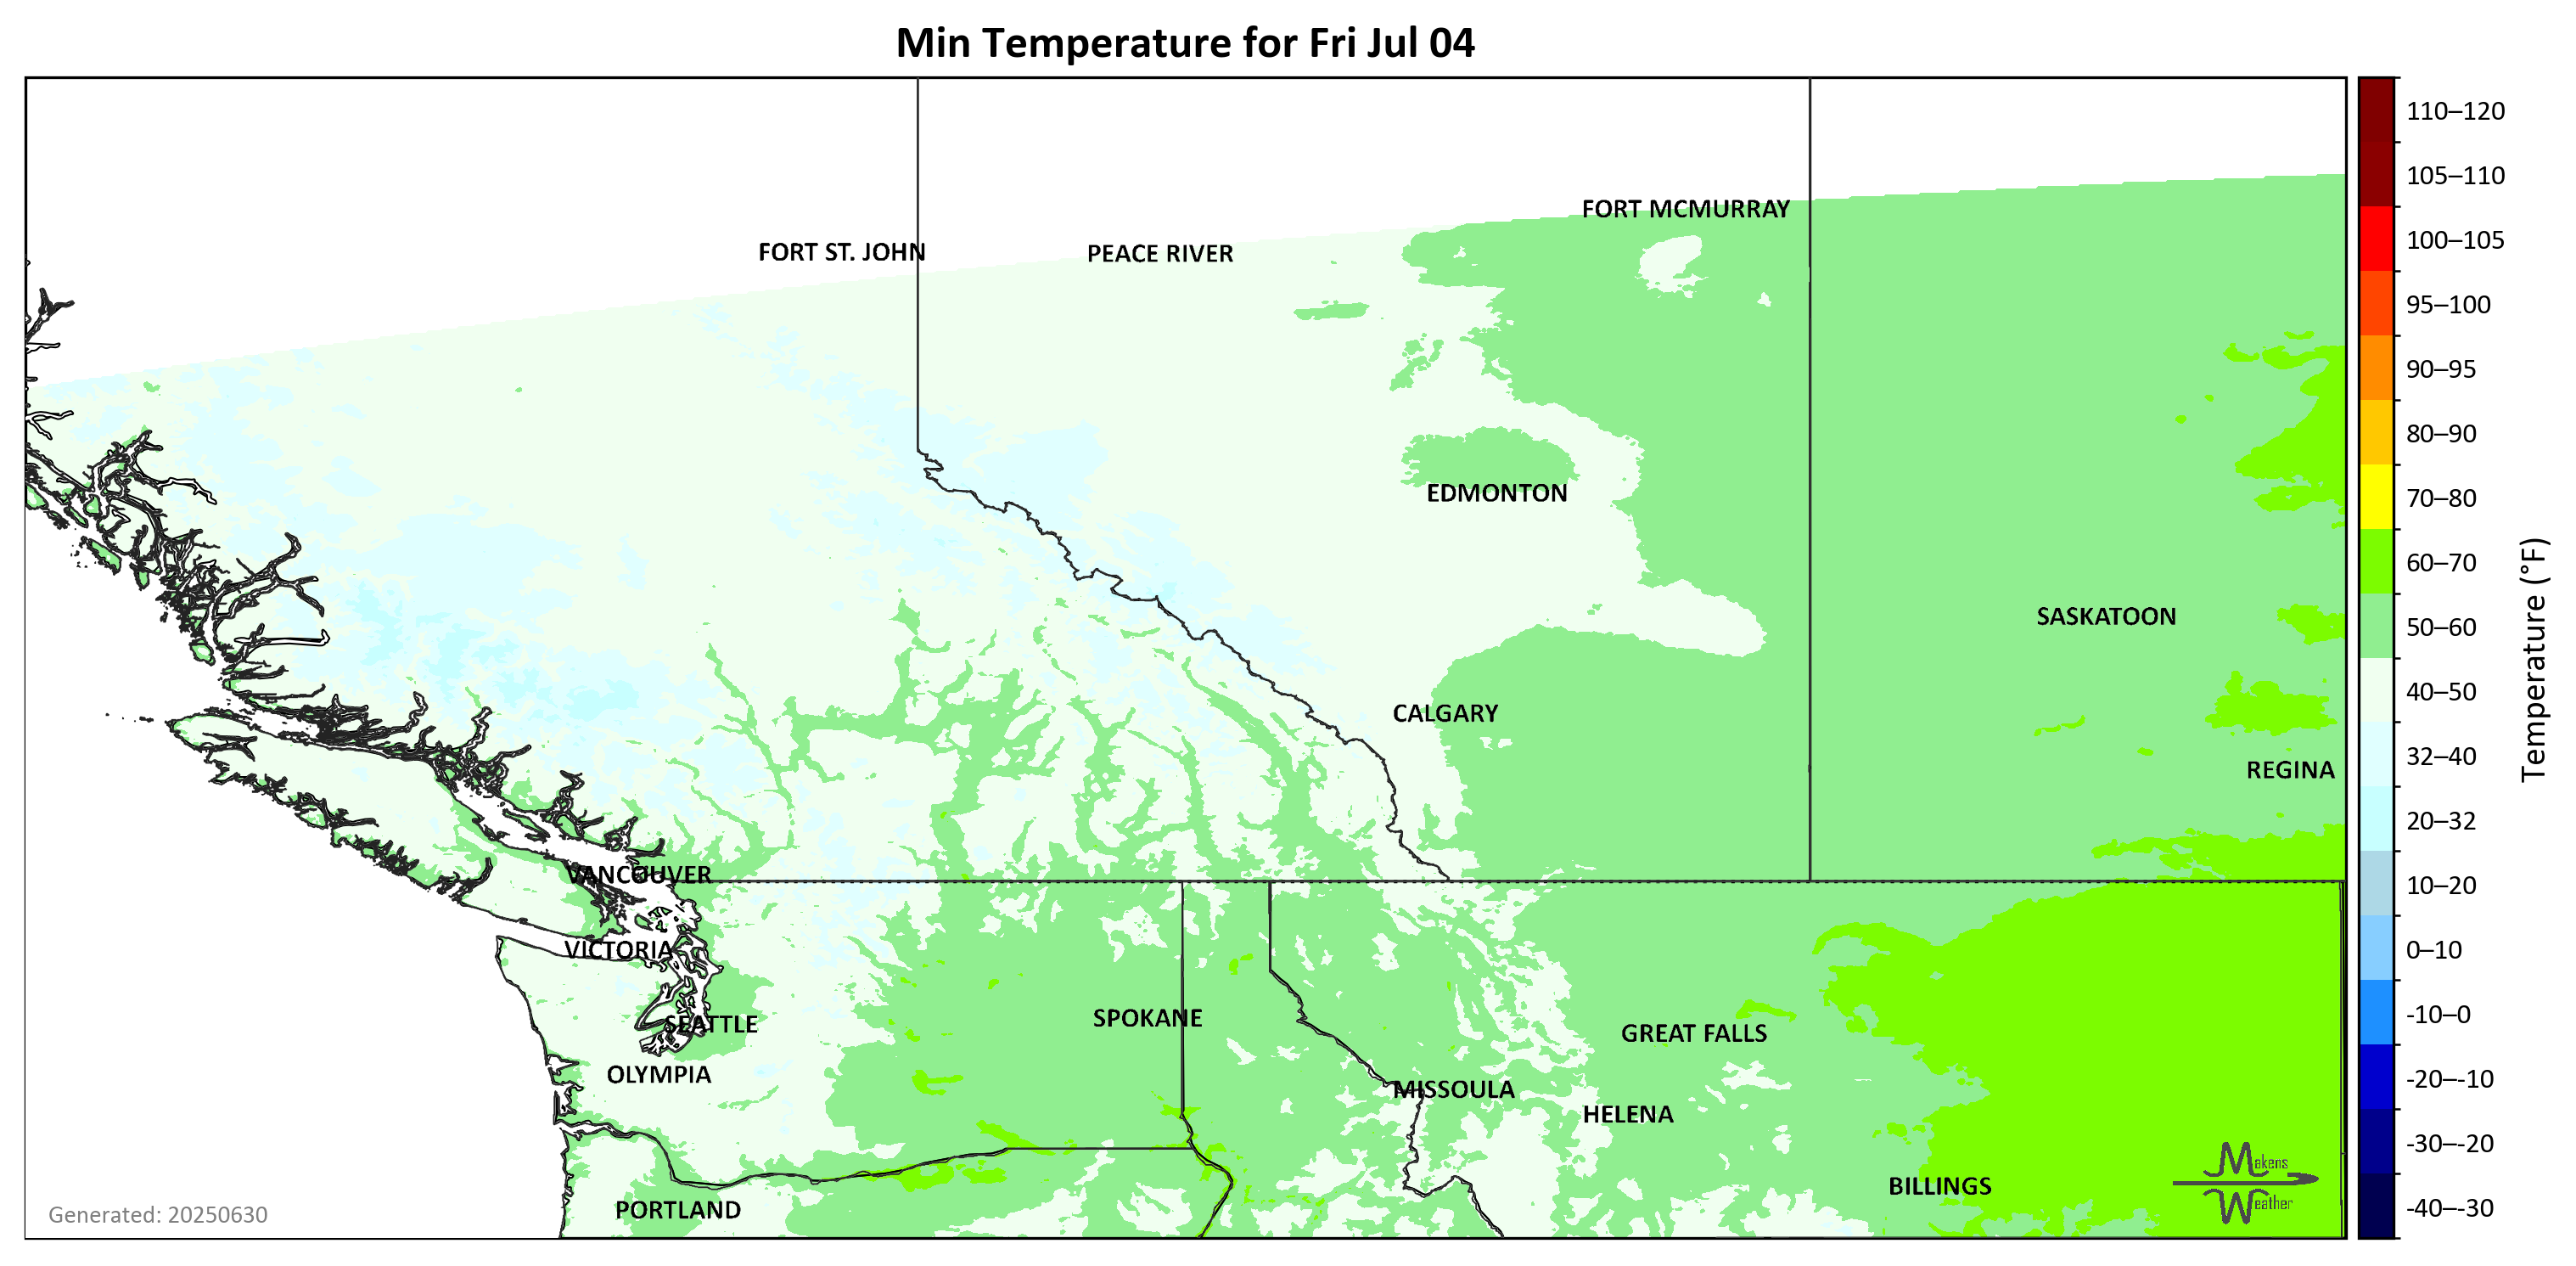 Min Temperature for Fri Jul 04
110–120
105–110
100–105
95–100
90–95
80–90
70–80
60–70
50–60
40–50
32–40
20–32
10–20
0–10
-10–0
-20–-10
-30–-20
-40–-30
Temperature (°F)
FORT MCMURRAY
FORT ST. JOHN
PEACE RIVER
EDMONTON
SASKATOON
CALGARY
REGINA
VANCOUVER
VICTORIA
SPOKANE
SEATTLE
GREAT FALLS
OLYMPIA
MISSOULA
HELENA
BILLINGS
PORTLAND
Makens
Weather
Generated: 20250630